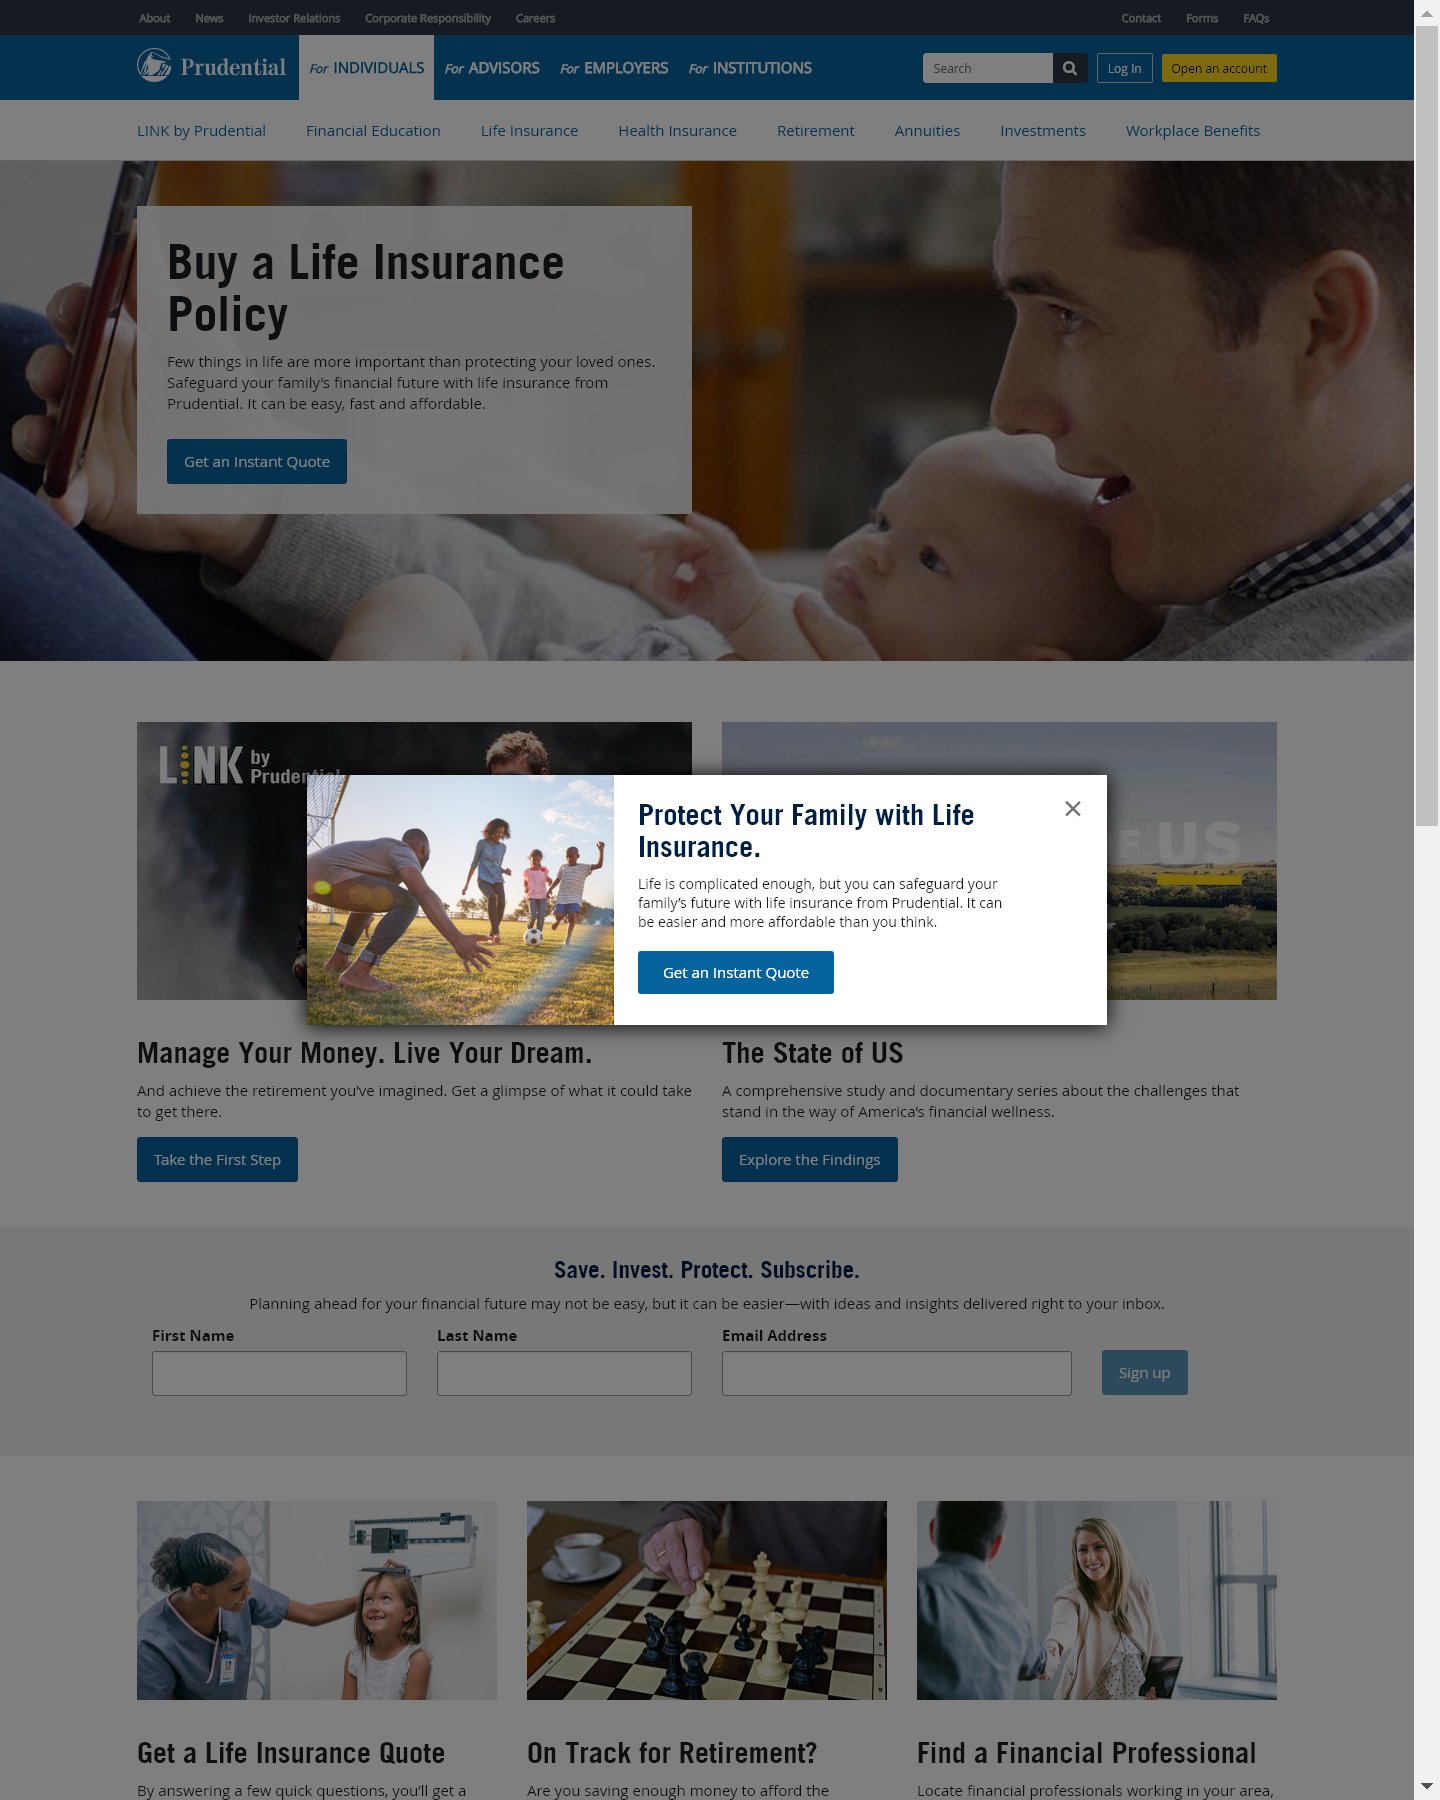 About News Investor Relations Corporate Responsibility Careers Contact Forms FAQs
Prudential For INDIVIDUALS For ADVISORS For EMPLOYERS For INSTITUTIONS Search Log In Open an account
LINK by Prudential Financial Education Life Insurance Health Insurance Retirement Annuities Investments Workplace Benefits
Buy a Life Insurance
Policy
Few things in life are more important than protecting your loved ones.
Safeguard your family's financial future with life insurance from
Prudential. It can be easy, fast and affordable.
Get an Instant Quote
LINK by
Prudential
US
Protect Your Family with Life
Insurance.
Life is complicated enough, but you can safeguard your
family's future with life insurance from Prudential. It can
be easier and more affordable than you think.
Get an Instant Quote
Manage Your Money. Live Your Dream.
And achieve the retirement you've imagined. Get a glimpse of what it could take
to get there.
Take the First Step
The State of US
A comprehensive study and documentary series about the challenges that
stand in the way of America's financial wellness.
Explore the Findings
Save. Invest. Protect. Subscribe.
Planning ahead for your financial future may not be easy, but it can be easier—with ideas and insights delivered right to your inbox.
First Name Last Name Email Address
Sign up
Get a Life Insurance Quote
By answering a few quick questions, you'll get a
On Track for Retirement?
Are you saving enough money to afford the
Find a Financial Professional
Locate financial professionals working in your area,